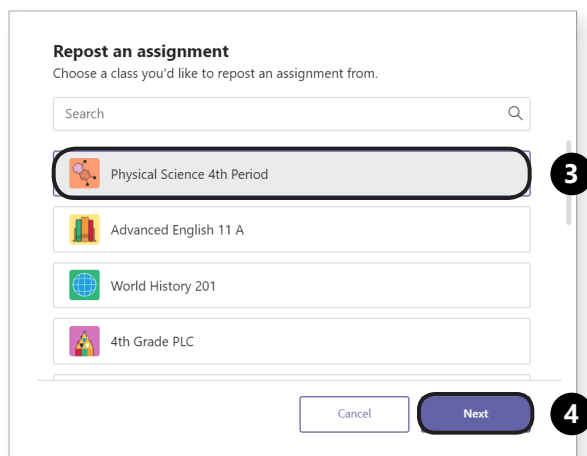 Repost an assignment
Choose a class you'd like to repost an assignment from.
Search
Physical Science 4th Period
3
Advanced English 11 A
World History 201
4th Grade PLC
Cancel
Next
4